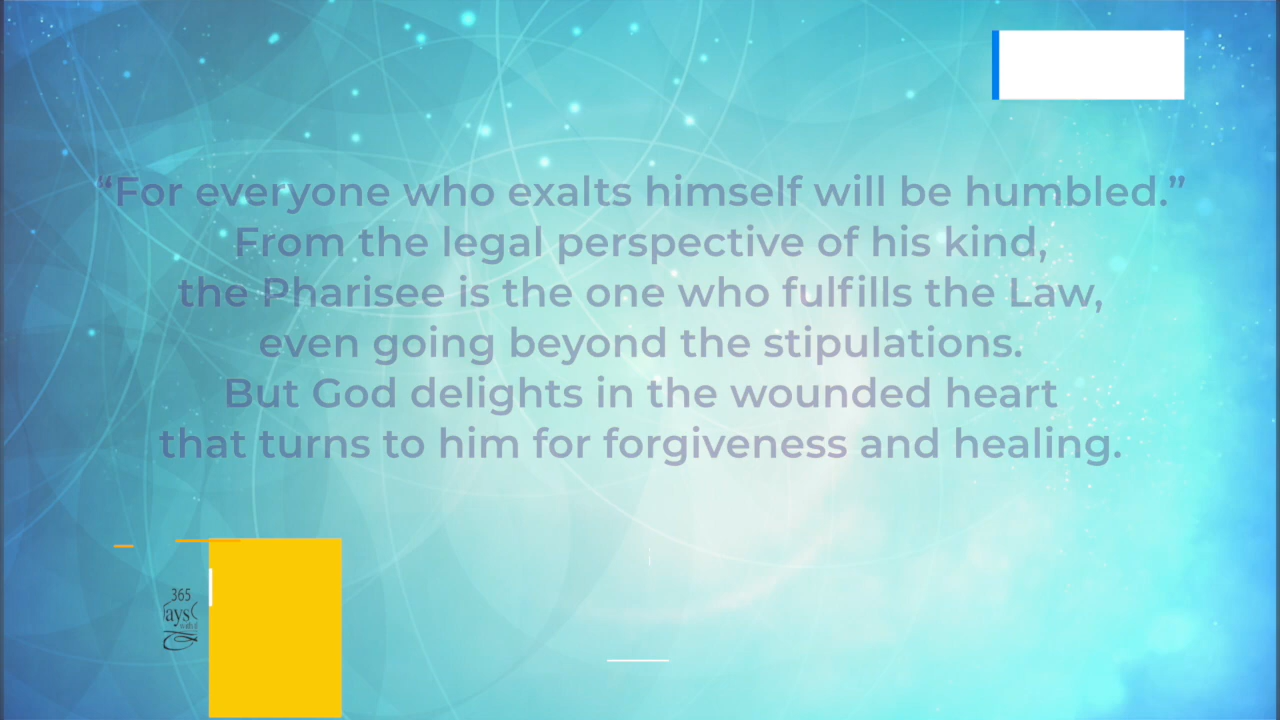 “For everyone who exalts himself will be humbled.”
From the legal perspective of his kind,
the Pharisee is the one who fulfills the Law,
even going beyond the stipulations.
But God delights in the wounded heart
that turns to him for forgiveness and healing.
365